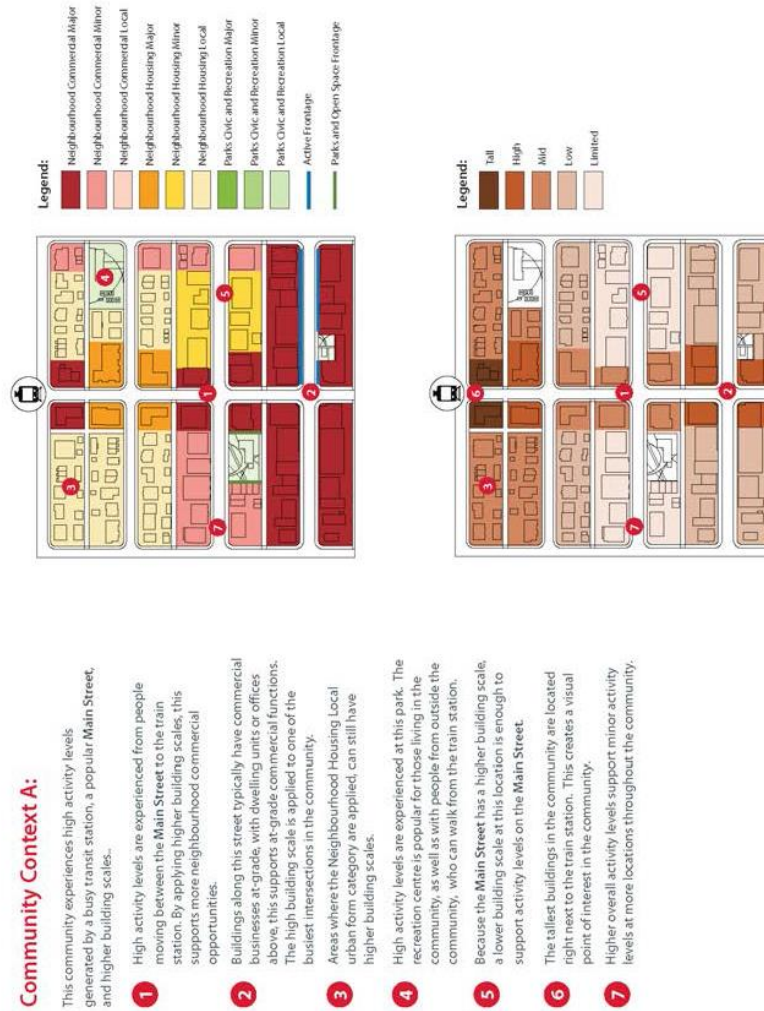 Community Context A:
This community experiences high activity levels
generated by a busy transit station, a popular Main Street,
and higher building scales..
1
High activity levels are experienced from people
moving between the Main Street to the train
station. By applying higher building scales, this
supports more neighbourhood commercial
opportunities.
2
Buildings along this street typically have commercial
businesses at-grade, with dwelling units or offices
above, this supports at-grade commercial functions.
The high building scale is applied to one of the
busiest intersections in the community.
3
Areas where the Neighbourhood Housing Local
urban form category are applied, can still have
higher building scales.
4
High activity levels are experienced at this park. The
recreation centre is popular for those living in the
community, as well as with people from outside the
community, who can walk from the train station.
5
Because the Main Street has a higher building scale,
a lower building scale at this location is enough to
support activity levels on the Main Street.
6
The tallest buildings in the community are located
right next to the train station. This creates a visual
point of interest in the community.
7
Higher overall activity levels support minor activity
levels at more locations throughout the community.
3
4
1
5
7
2
Legend:
Neighbourhood Commercial Major
Neighbourhood Commercial Minor
Neighbourhood Commercial Local
Neighbourhood Housing Major
Neighbourhood Housing Minor
Neighbourhood Housing Local
Parks Civic and Recreation Major
Parks Civic and Recreation Minor
Parks Civic and Recreation Local
Active Frontage
Parks and Open Space Frontage
6
3
1
5
7
2
Legend:
Tall
High
Mid
Low
Limited